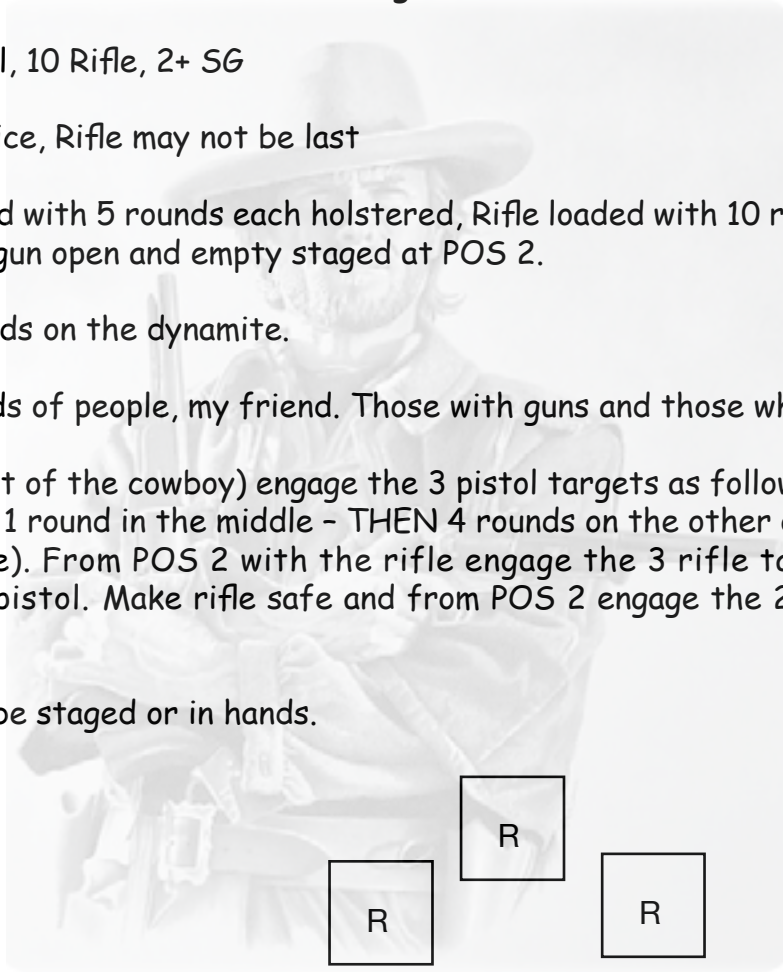 l, 10 Rifle, 2+ SG
ce, Rifle may not be last
d with 5 rounds each holstered, Rifle loaded with 10 r
gun open and empty staged at POS 2.
ds on the dynamite.
ds of people, my friend. Those with guns and those wh
t of the cowboy) engage the 3 pistol targets as follow
1 round in the middle – THEN 4 rounds on the other
e). From POS 2 with the rifle engage the 3 rifle ta
pistol. Make rifle safe and from POS 2 engage the 2
be staged or in hands.
R
R
R